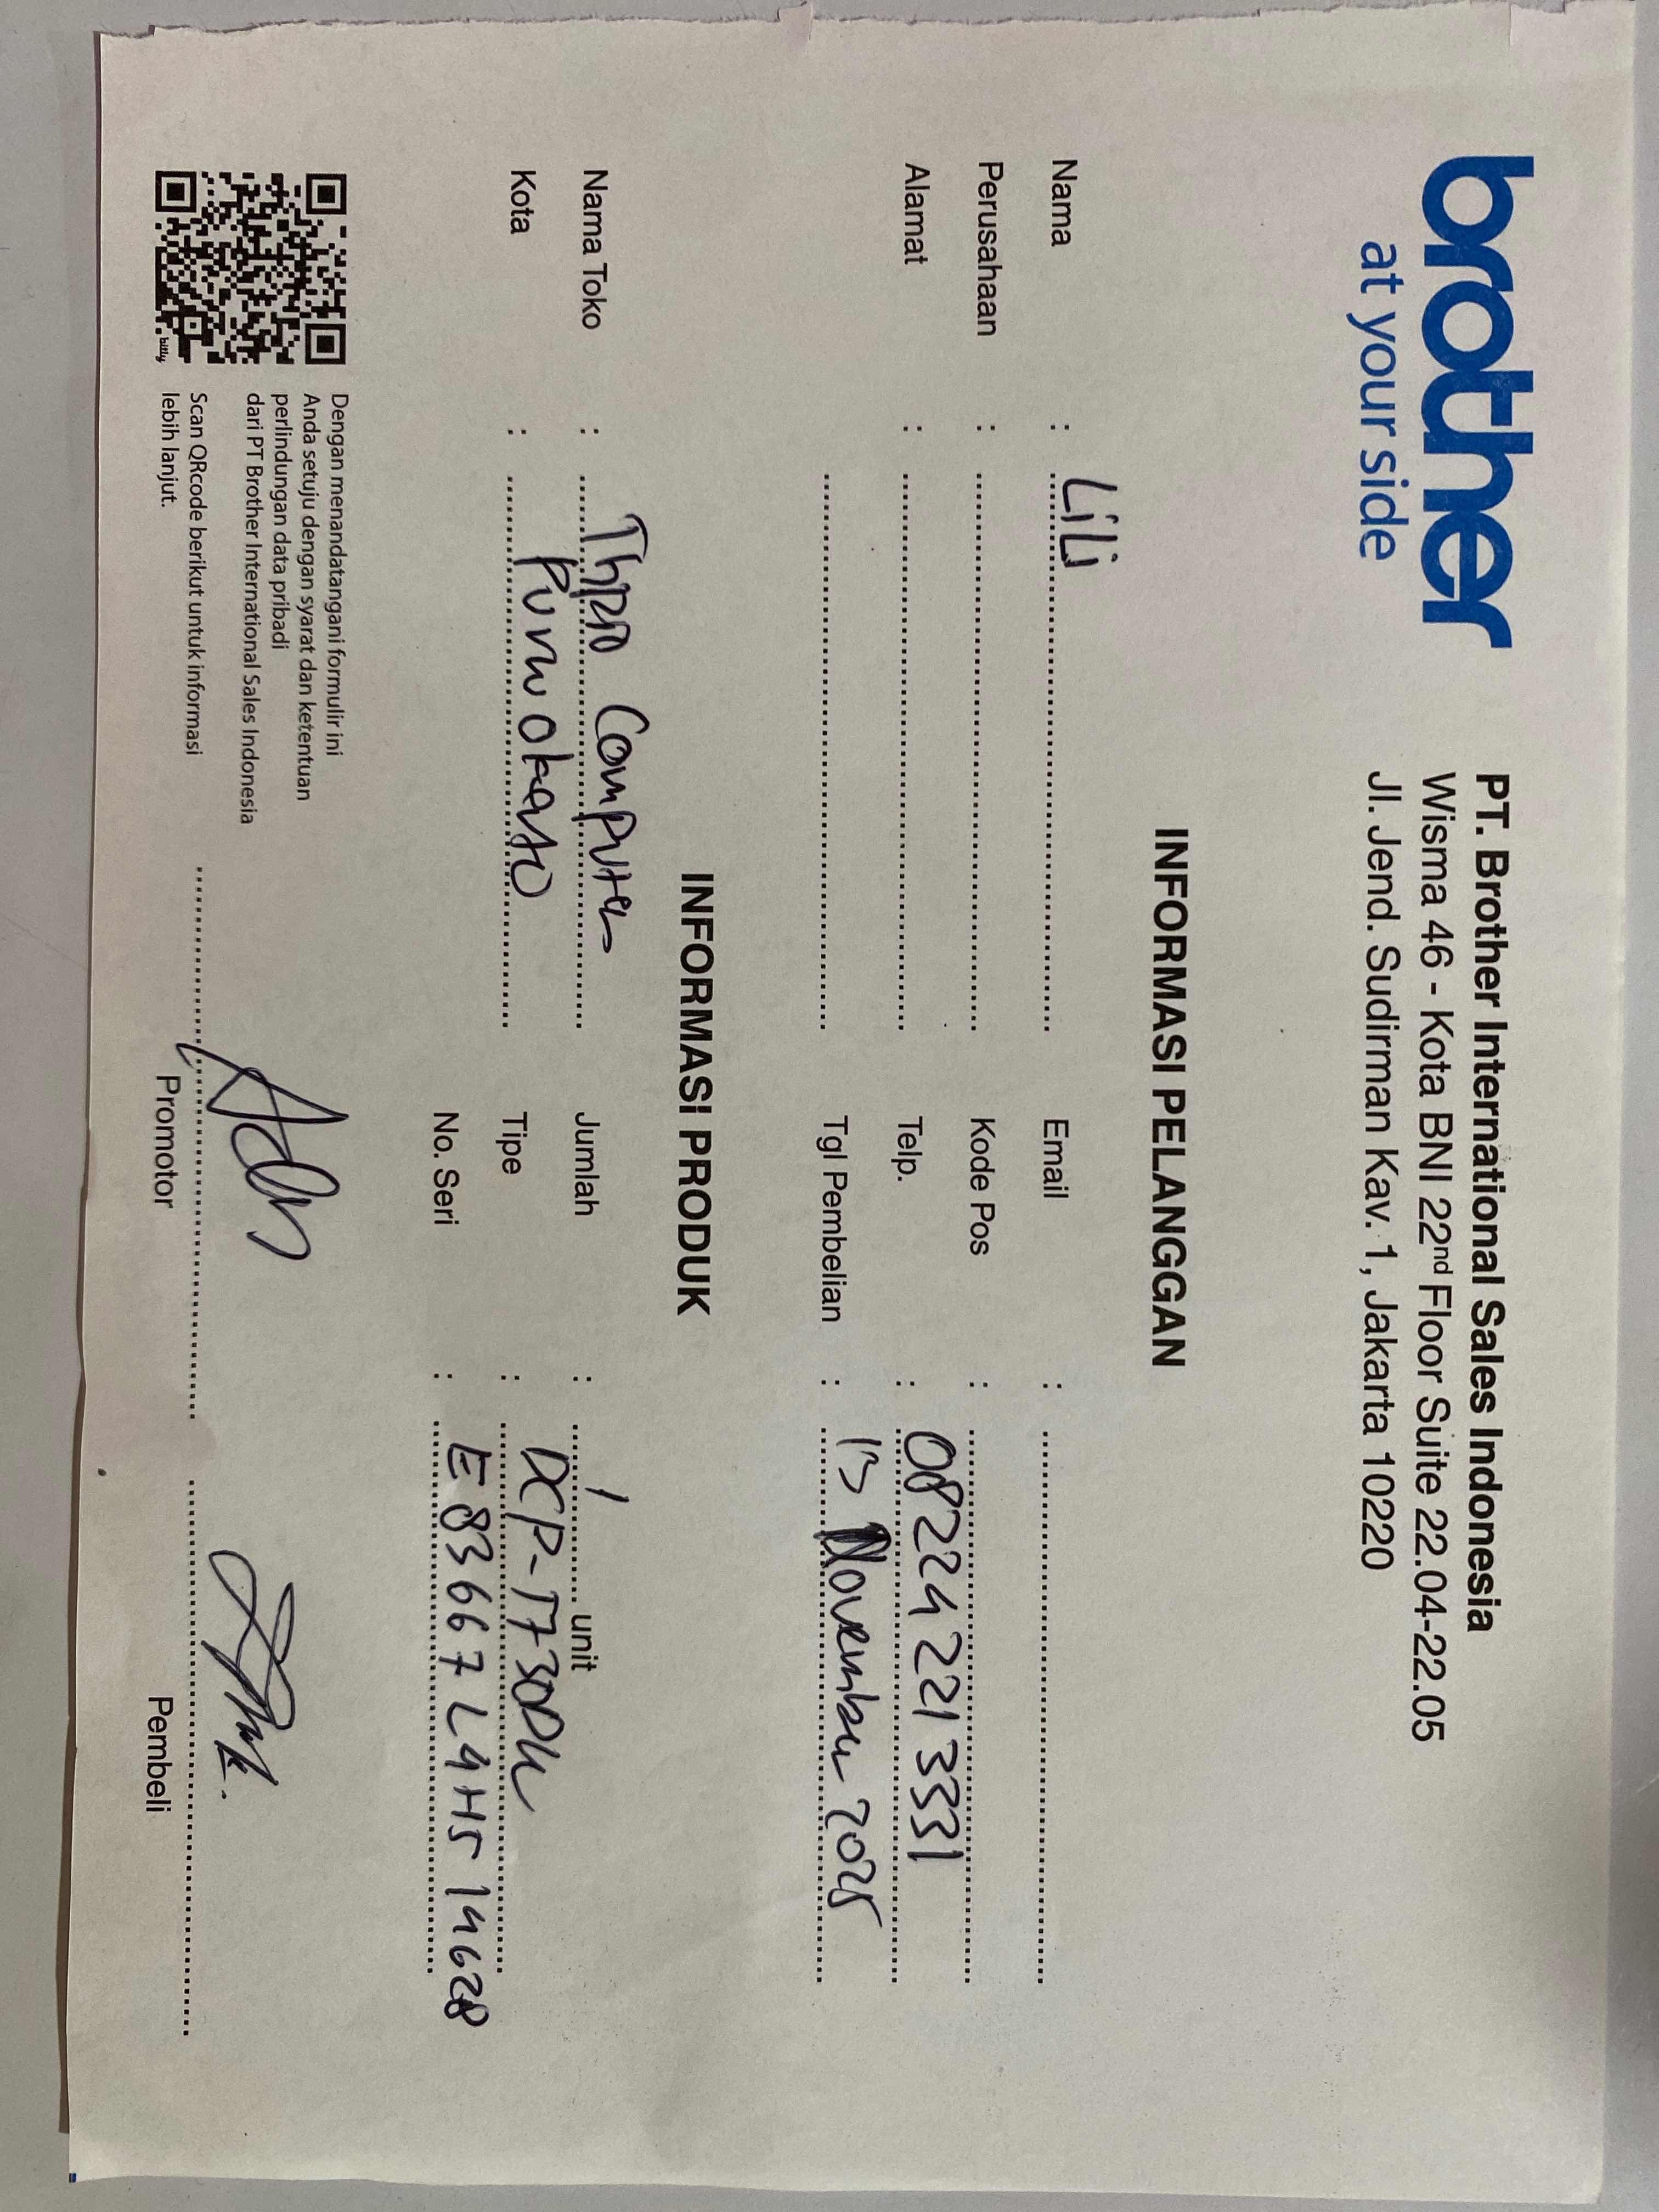 brother
at your side
PT. Brother International Sales Indonesia
Wisma 46 - Kota BNI 22nd Floor Suite 22.04-22.05
Jl. Jend. Sudirman Kav. 1, Jakarta 10220
INFORMASI PELANGGAN
Nama : LiLi Email :
Perusahaan : Kode Pos :
Alamat : Telp. : 082242213331
Tgl Pembelian : 13 November 2025
INFORMASI PRODUK
Nama Toko : Computer Jumlah : 1 unit
Kota : Purwokerto Tipe : DCP-T730DW
No. Seri : E83667L4H514628
Dengan menandatangani formulir ini
Anda setuju dengan syarat dan ketentuan
perlindungan data pribadi
dari PT Brother International Sales Indonesia
Scan QRcode berikut untuk informasi
lebih lanjut.
bitly
Promotor Pembeli